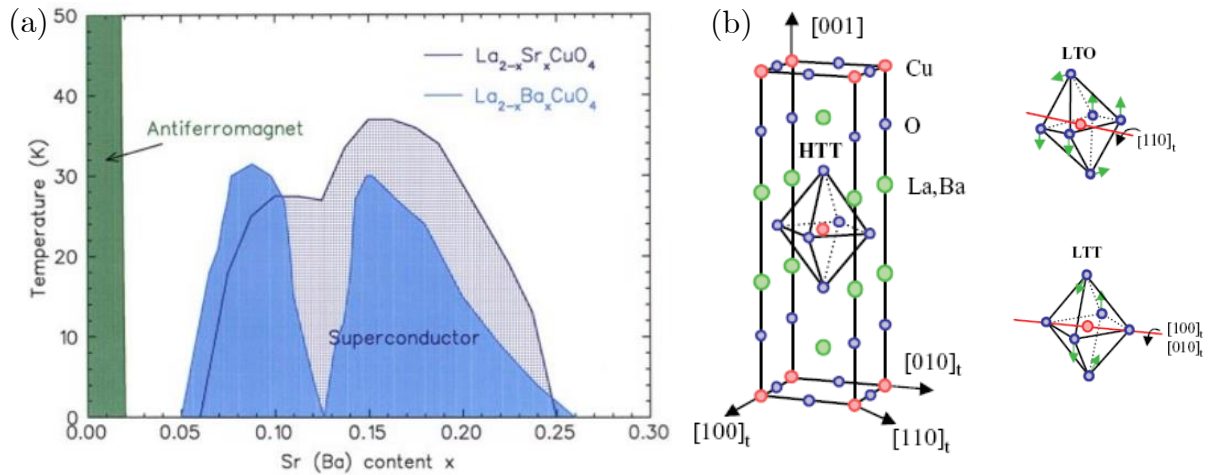 (a)
50
40
30
20
10
0
Temperature (K)
La₂₋ₓSrₓCuO₄
La₂₋ₓBaₓCuO₄
Antiferromagnet
Superconductor
0.00 0.05 0.10 0.15 0.20 0.25 0.30
Sr (Ba) content x
(b)
[001]
Cu
O
HTT
La,Ba
[010]ₜ
[100]ₜ
[110]ₜ
LTO
[110]ₜ
LTT
[100]ₜ
[010]ₜ